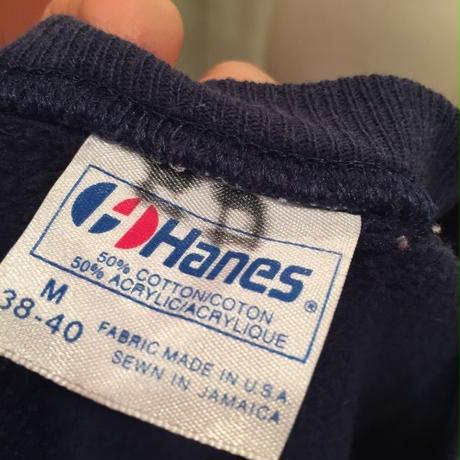 Hanes®
50% COTTON/COTON
50% ACRYLIC/ACRYLIQUE
M
38-40
FABRIC MADE IN U.S.A.
SEWN IN JAMAICA